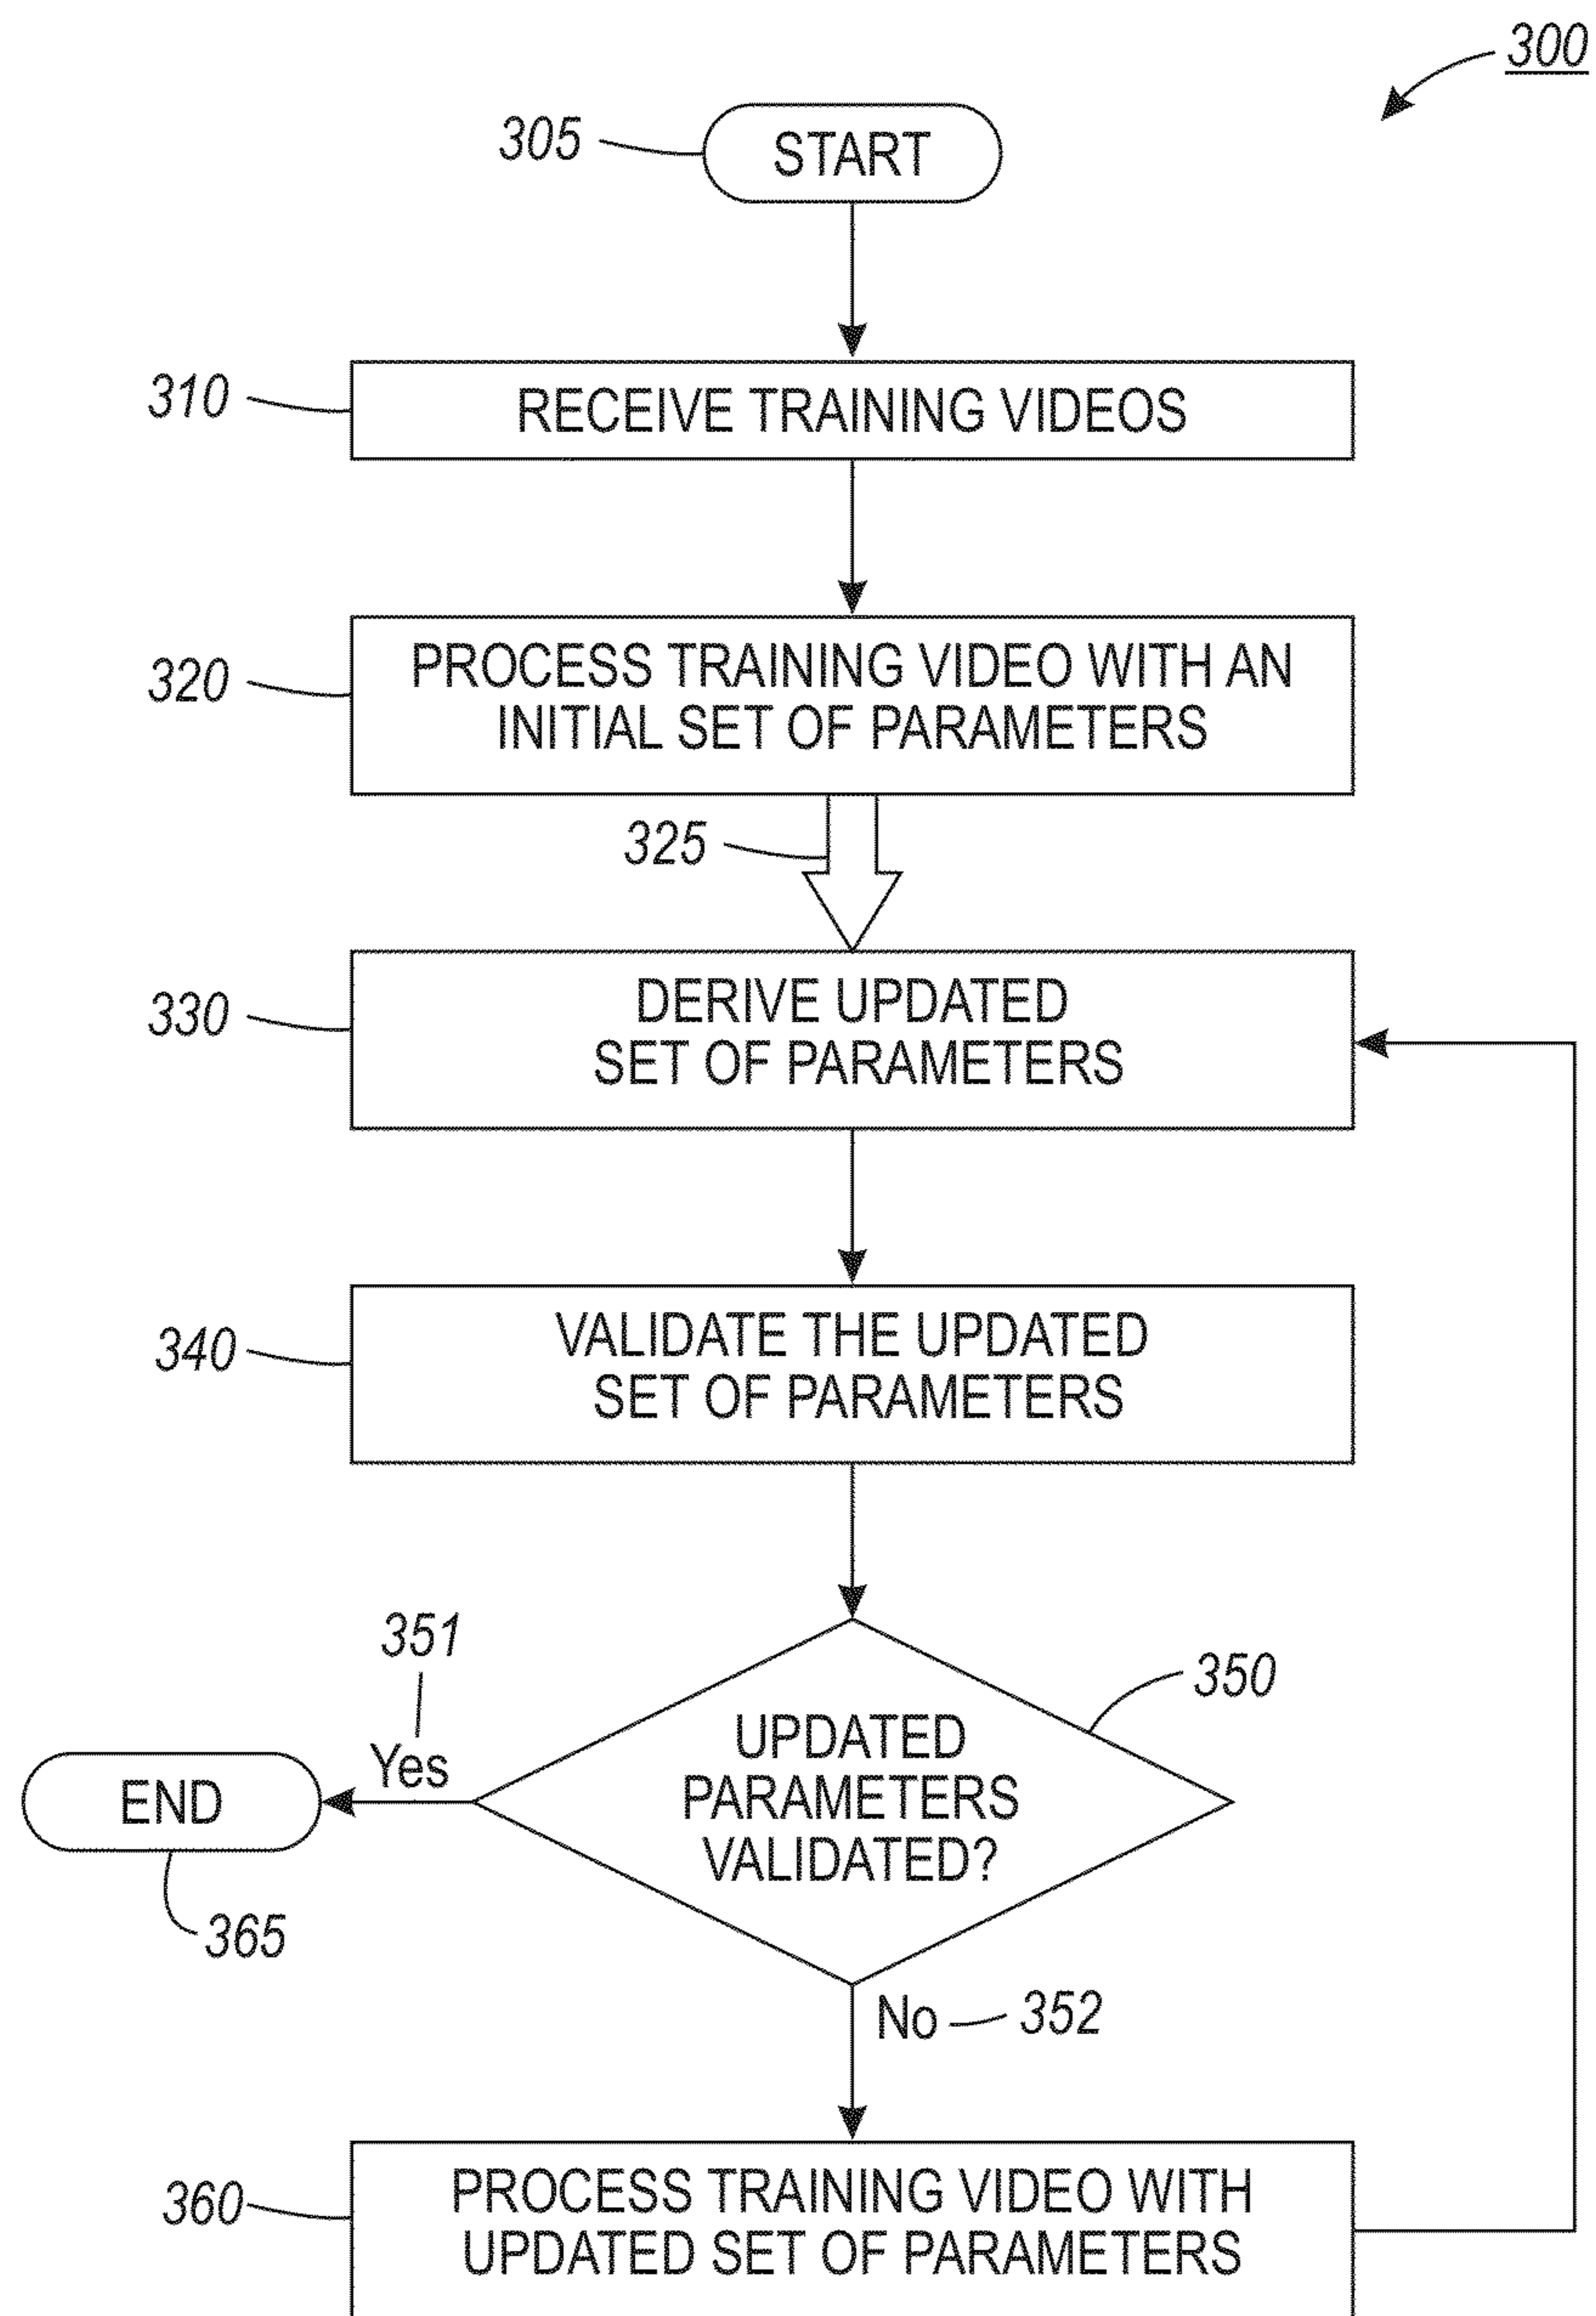 300
305
START
310
RECEIVE TRAINING VIDEOS
320
PROCESS TRAINING VIDEO WITH AN
INITIAL SET OF PARAMETERS
325
330
DERIVE UPDATED
SET OF PARAMETERS
340
VALIDATE THE UPDATED
SET OF PARAMETERS
351
350
UPDATED
PARAMETERS
VALIDATED?
Yes
END
365
No
352
360
PROCESS TRAINING VIDEO WITH
UPDATED SET OF PARAMETERS